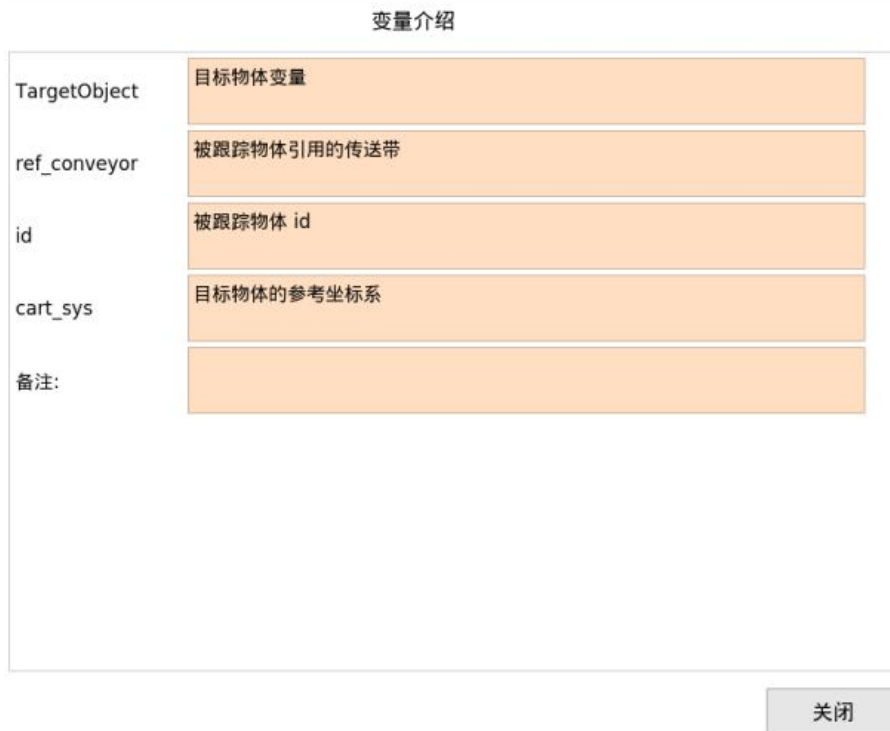 变量介绍
TargetObject 目标物体变量
ref_conveyor 被跟踪物体引用的传送带
id 被跟踪物体 id
cart_sys 目标物体的参考坐标系
备注:
关闭